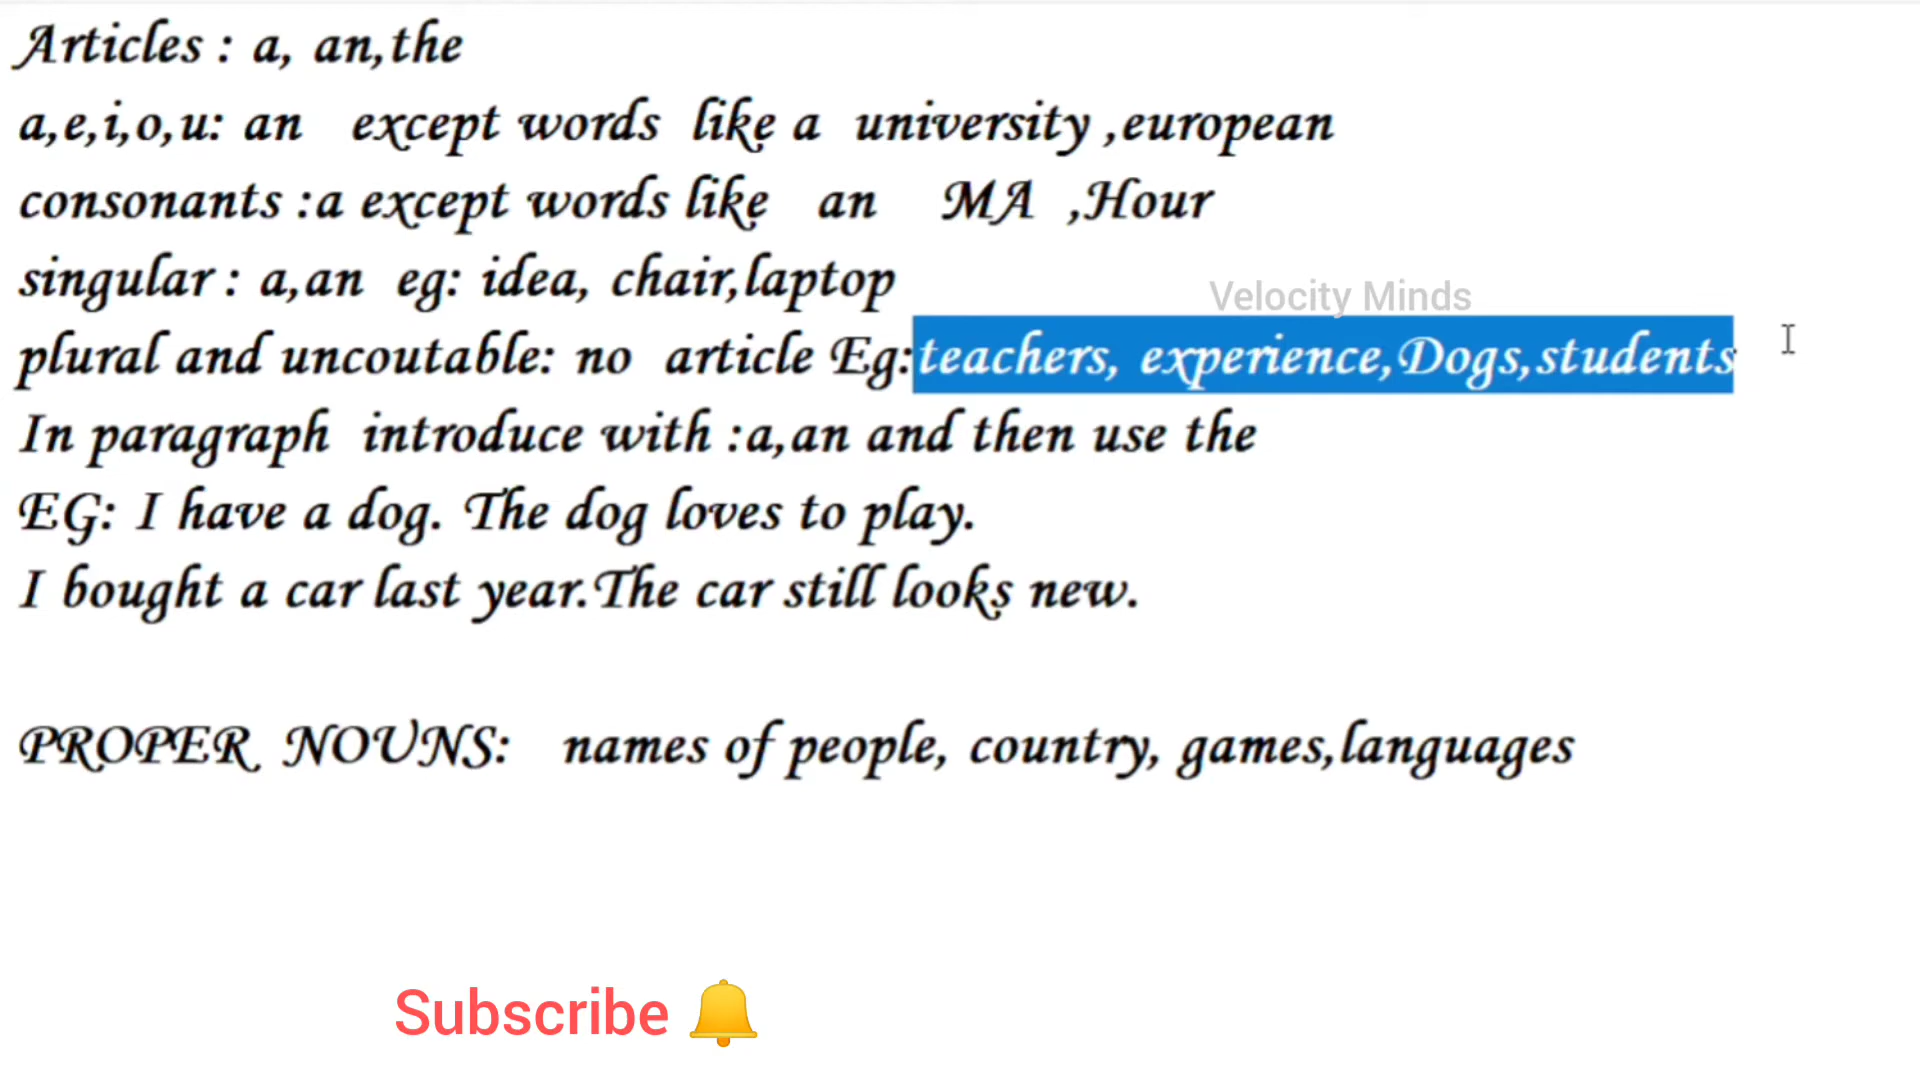 Articles : a, an,the
a,e,i,o,u: an except words like a university ,european
consonants :a except words like an MA ,Hour
singular : a,an eg: idea, chair,laptop
Velocity Minds
plural and uncoutable: no article Eg:teachers, experience,Dogs,students
In paragraph introduce with :a,an and then use the
EG: I have a dog. The dog loves to play.
I bought a car last year.The car still looks new.
PROPER NOUNS: names of people, country, games,languages
Subscribe